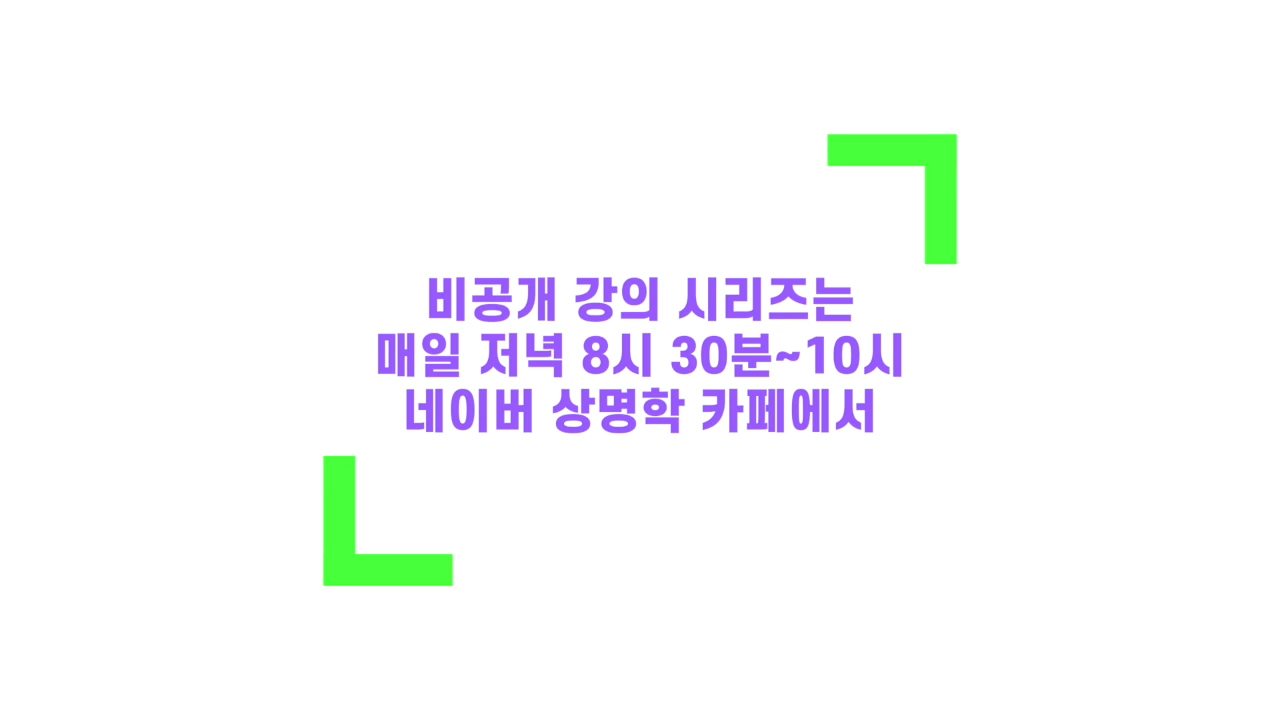 비공개 강의 시리즈는
매일 저녁 8시 30분~10시
네이버 상명학 카페에서